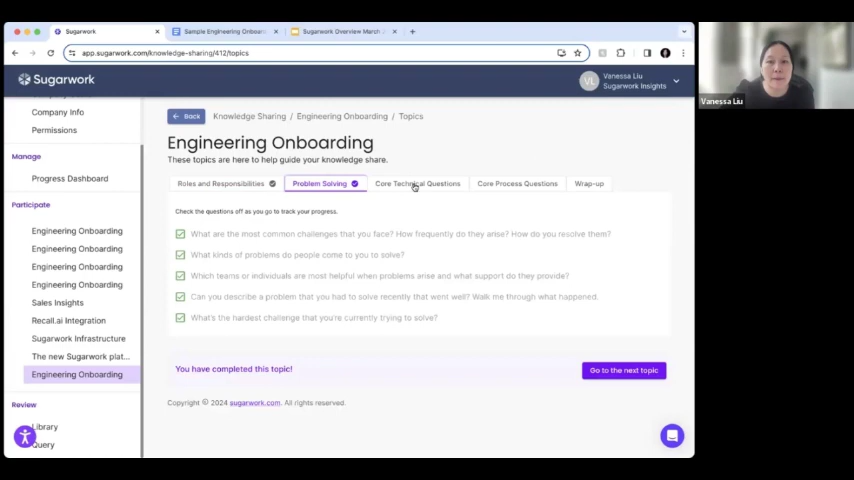 Sugarwork
Sample Engineering Onboard
Sugarwork Overview March
app.sugarwork.com/knowledge-sharing/412/topics
Sugarwork
VL
Vanessa Liu
Sugarwork Insights
Vanessa Liu
Company Info
Permissions
Manage
Progress Dashboard
Participate
Engineering Onboarding
Engineering Onboarding
Engineering Onboarding
Engineering Onboarding
Sales Insights
Recall.ai Integration
Sugarwork Infrastructure
The new Sugarwork plat...
Engineering Onboarding
Review
Library
Query
Back
Knowledge Sharing / Engineering Onboarding / Topics
Engineering Onboarding
These topics are here to help guide your knowledge share.
Roles and Responsibilities
Problem Solving
Core Technical Questions
Core Process Questions
Wrap-up
Check the questions off as you go to track your progress.
What are the most common challenges that you face? How frequently do they arise? How do you resolve them?
What kinds of problems do people come to you to solve?
Which teams or individuals are most helpful when problems arise and what support do they provide?
Can you describe a problem that you had to solve recently that went well? Walk me through what happened.
What's the hardest challenge that you're currently trying to solve?
You have completed this topic!
Go to the next topic
Copyright © 2024 sugarwork.com. All rights reserved.